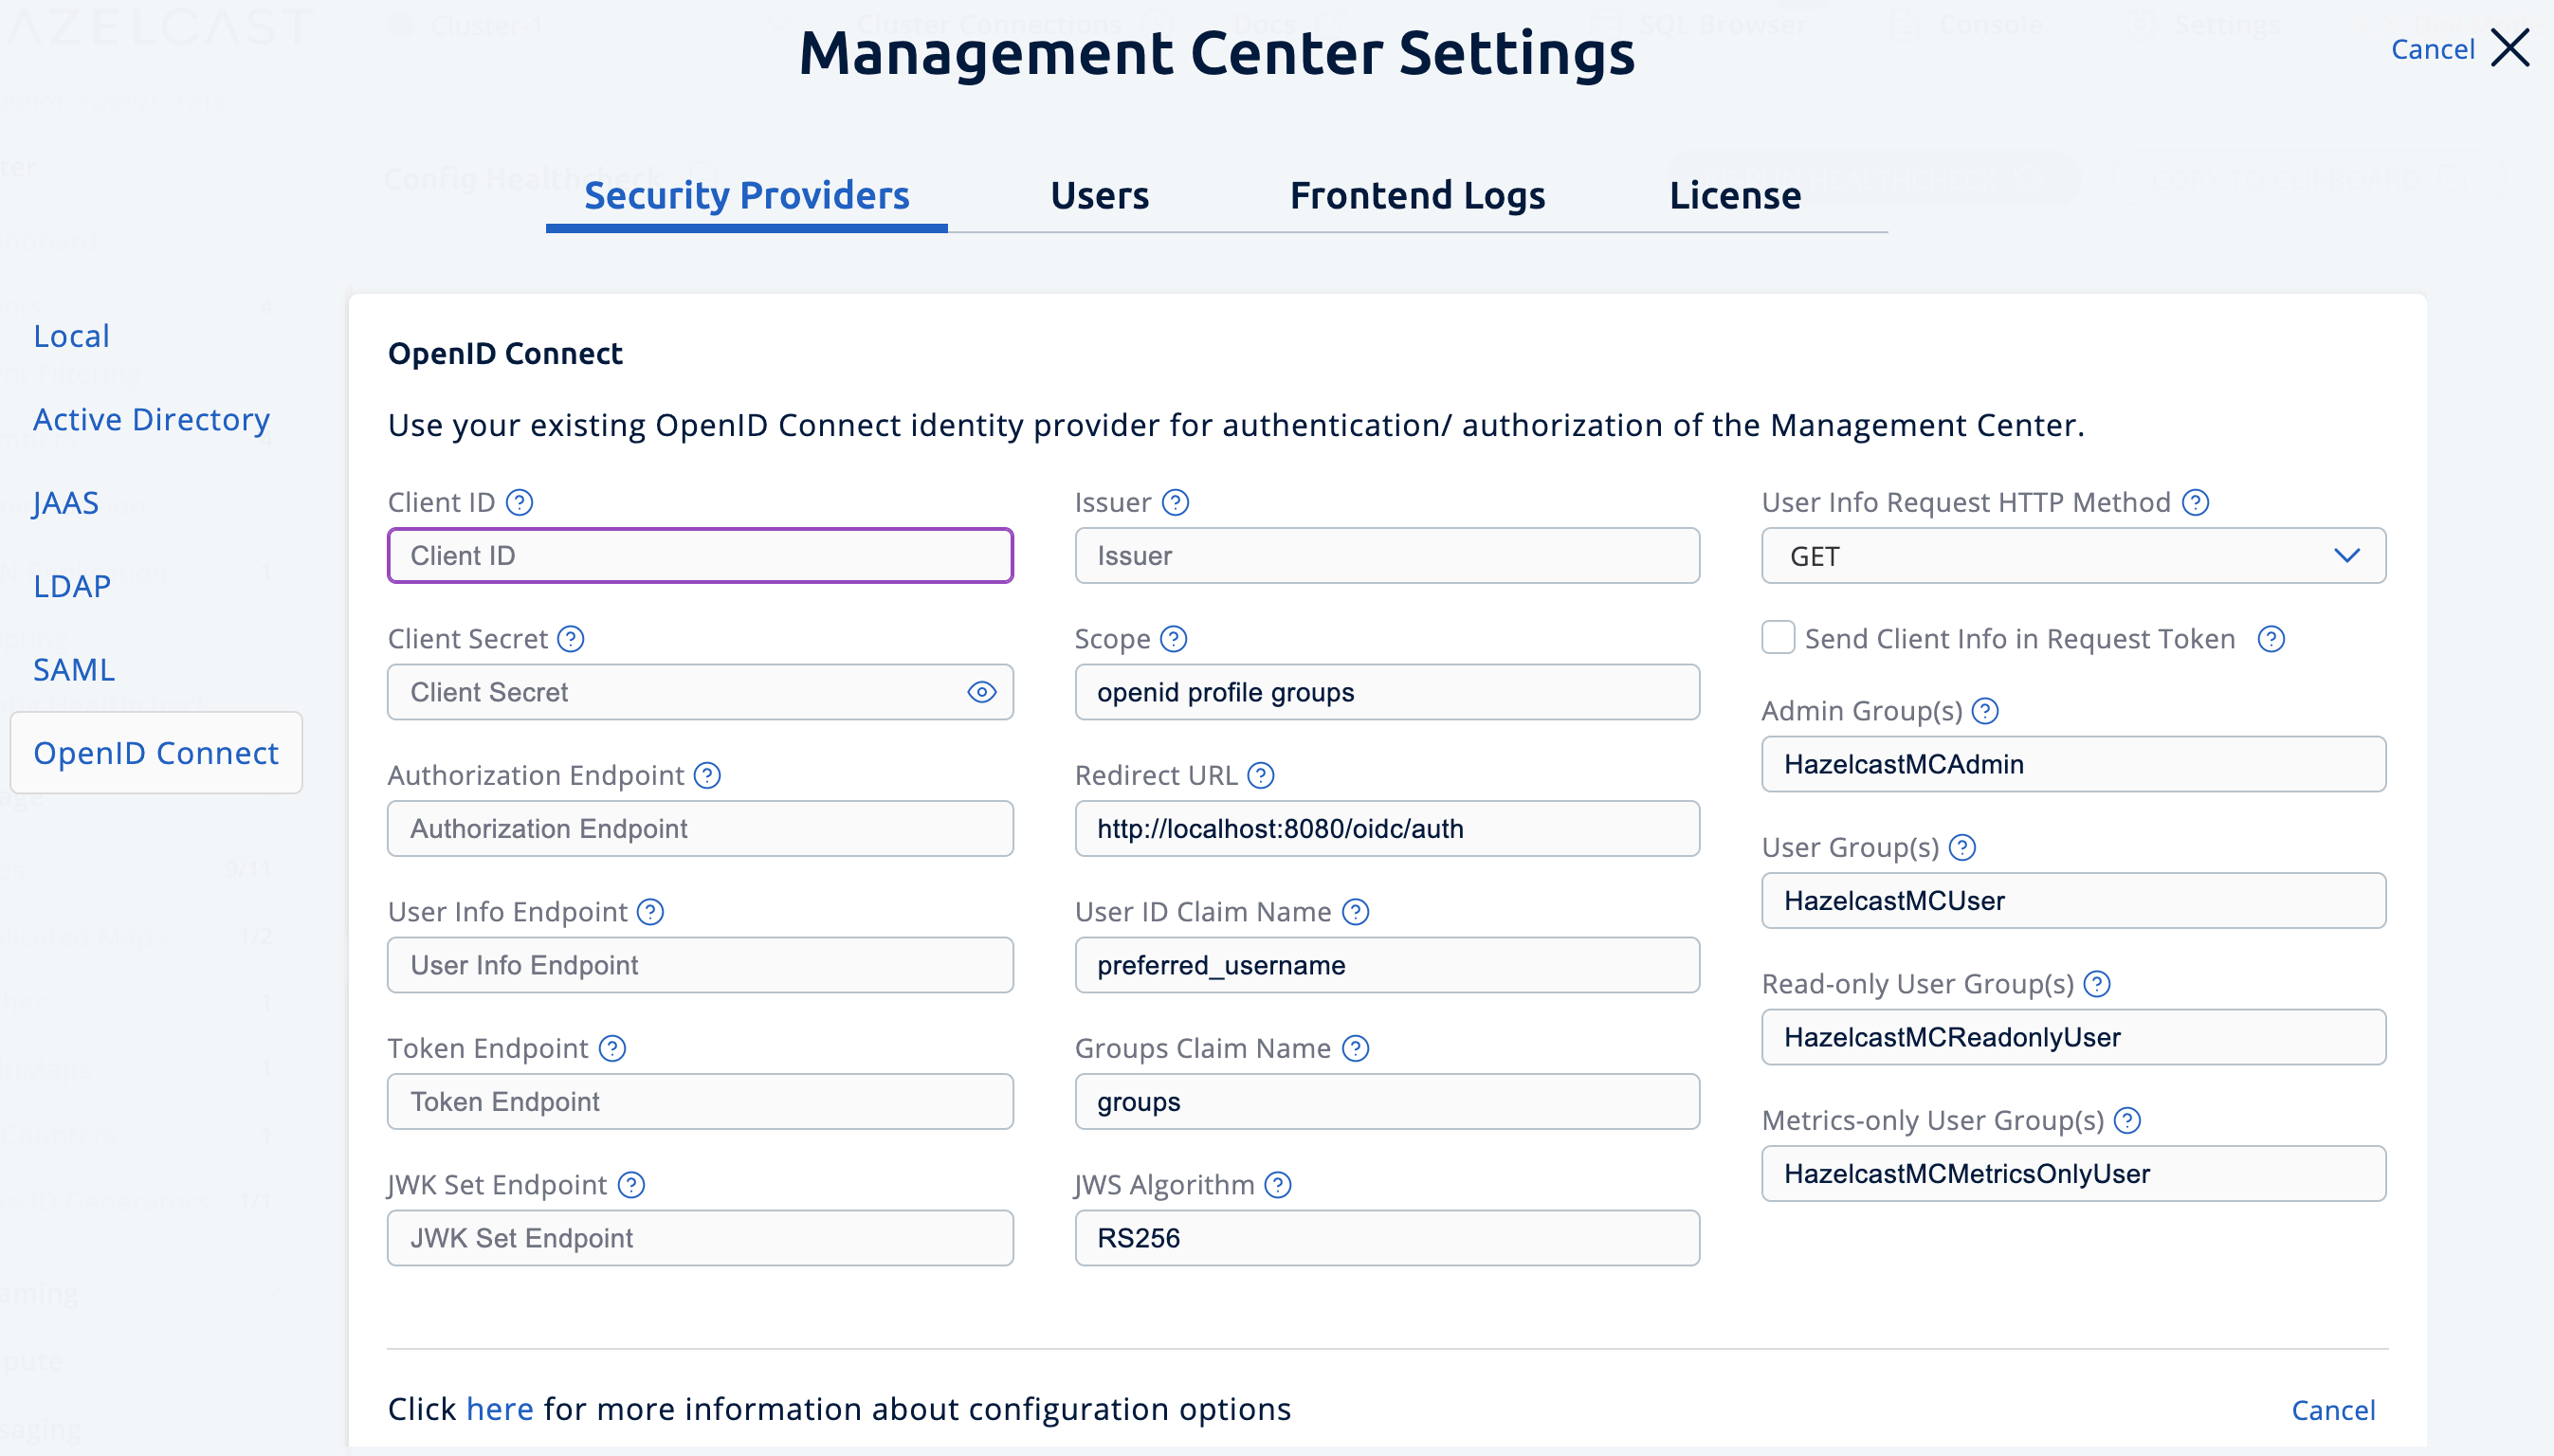 Management Center Settings
Cancel
Security Providers
Users
Frontend Logs
License
Local
Active Directory
JAAS
LDAP
SAML
OpenID Connect
OpenID Connect
Use your existing OpenID Connect identity provider for authentication/ authorization of the Management Center.
Client ID
Client ID
Client Secret
Client Secret
Authorization Endpoint
Authorization Endpoint
User Info Endpoint
User Info Endpoint
Token Endpoint
Token Endpoint
JWK Set Endpoint
JWK Set Endpoint
Issuer
Issuer
Scope
openid profile groups
Redirect URL
http://localhost:8080/oidc/auth
User ID Claim Name
preferred_username
Groups Claim Name
groups
JWS Algorithm
RS256
User Info Request HTTP Method
GET
Send Client Info in Request Token
Admin Group(s)
HazelcastMCAdmin
User Group(s)
HazelcastMCUser
Read-only User Group(s)
HazelcastMCReadonlyUser
Metrics-only User Group(s)
HazelcastMCMetricsOnlyUser
Click here for more information about configuration options
Cancel